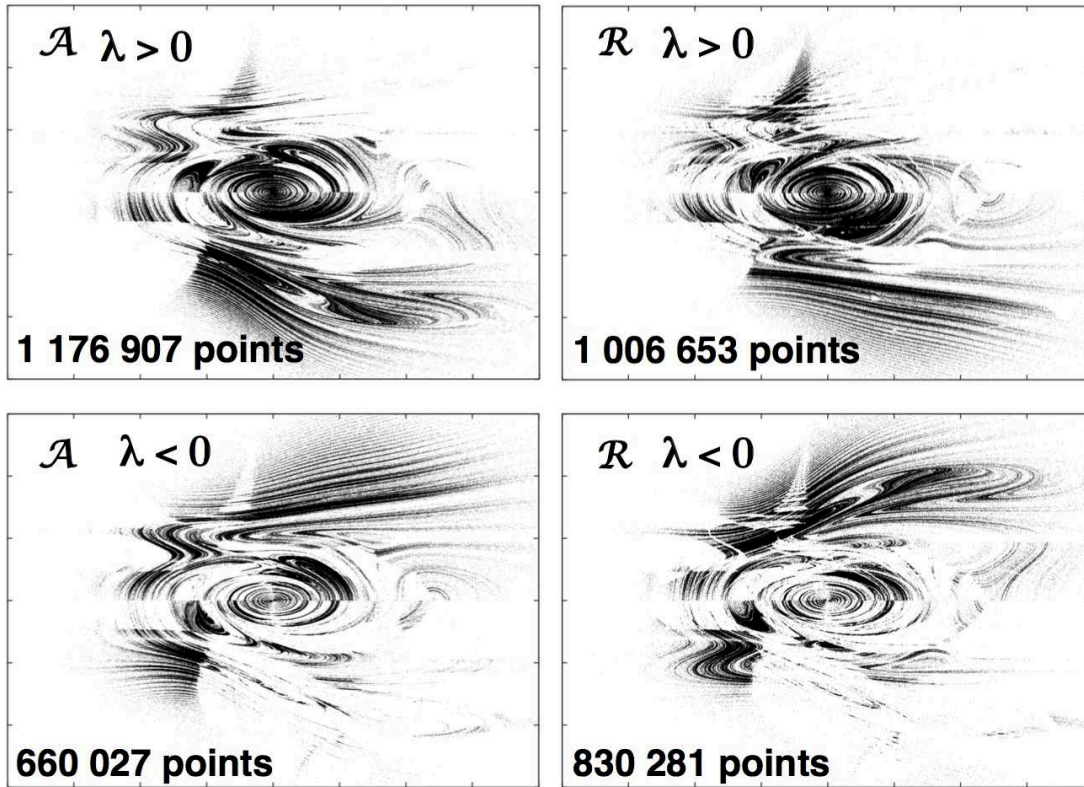 𝒜 λ > 0
ℛ λ > 0
1 176 907 points
1 006 653 points
𝒜 λ < 0
ℛ λ < 0
660 027 points
830 281 points